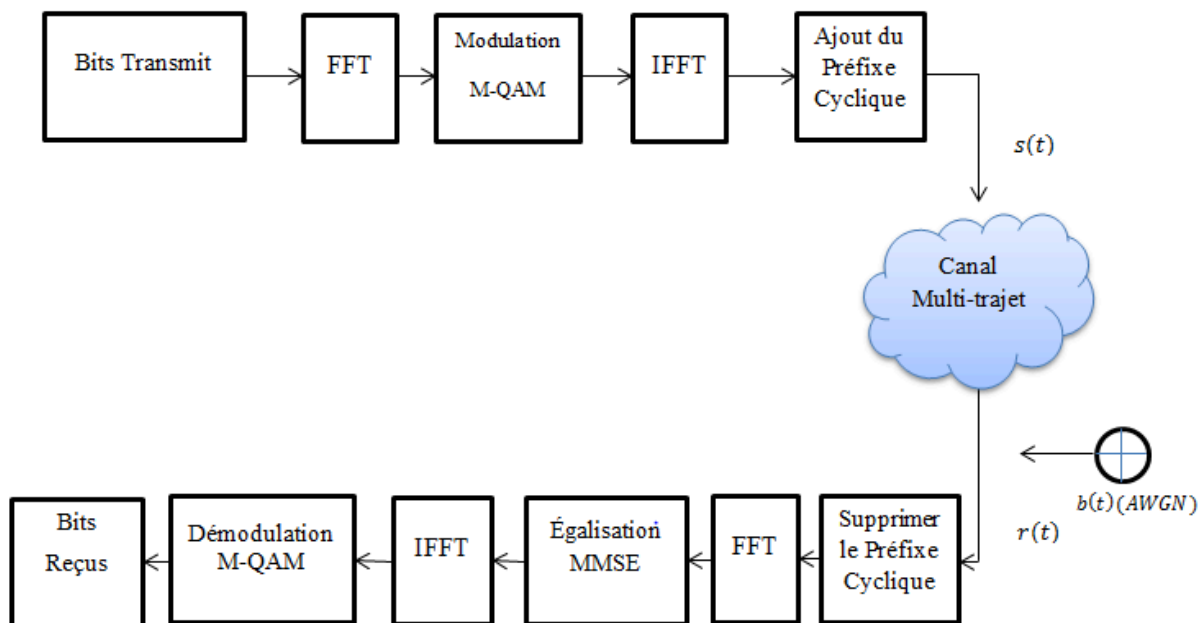 Bits Transmit
FFT
Modulation
M-QAM
IFFT
Ajout du
Préfixe
Cyclique
s(t)
Canal
Multi-trajet
b(t)(AWGN)
r(t)
Supprimer
le Préfixe
Cyclique
FFT
Égalisation
MMSE
IFFT
Démodulation
M-QAM
Bits
Reçus